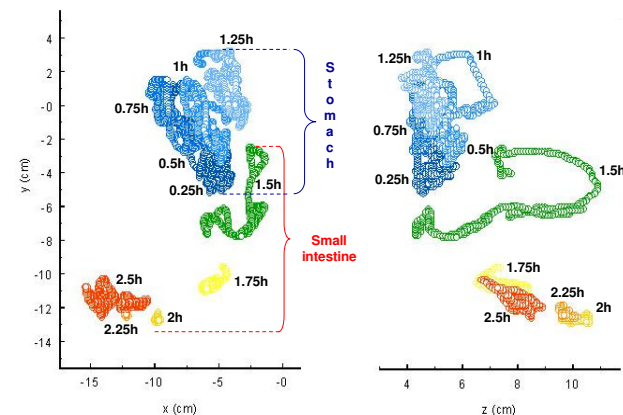 1.25h
4
1h
2
-0
0.75h
-2
0.5h
-4
0.25h
-6
1.5h
-8
-10
1.75h
2.5h
-12
2h
2.25h
-14
y (cm)
-15
-10
-5
-0
x (cm)
S
t
o
m
a
c
h
Small
intestine
1.25h
1h
0.75h
0.5h
0.25h
1.5h
1.75h
2.25h
2.5h
2h
4
6
8
10
z (cm)